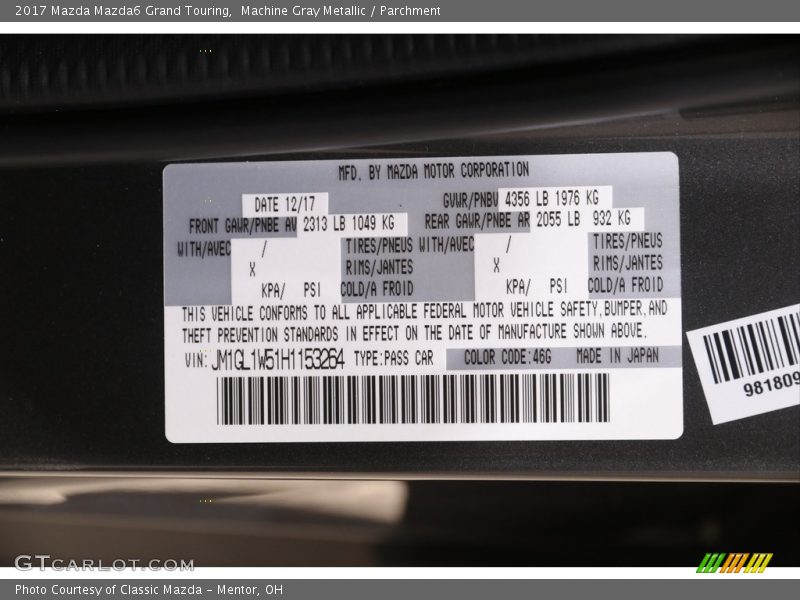 2017 Mazda Mazda6 Grand Touring,  Machine Gray Metallic / Parchment
MFD. BY MAZDA MOTOR CORPORATION
DATE 12/17 GVWR/PNBV 4356 LB 1976 KG
FRONT GAWR/PNBE AV 2313 LB 1049 KG REAR GAWR/PNBE AR 2055 LB 932 KG
WITH/AVEC / TIRES/PNEUS WITH/AVEC / TIRES/PNEUS
X RIMS/JANTES X RIMS/JANTES
KPA/ PSI COLD/A FROID KPA/ PSI COLD/A FROID
THIS VEHICLE CONFORMS TO ALL APPLICABLE FEDERAL MOTOR VEHICLE SAFETY,BUMPER,AND
THEFT PREVENTION STANDARDS IN EFFECT ON THE DATE OF MANUFACTURE SHOWN ABOVE.
VIN: JM1GL1W51H1153264 TYPE:PASS CAR COLOR CODE:46G MADE IN JAPAN
981809
GTCARLOT.COM
Photo Courtesy of Classic Mazda - Mentor, OH